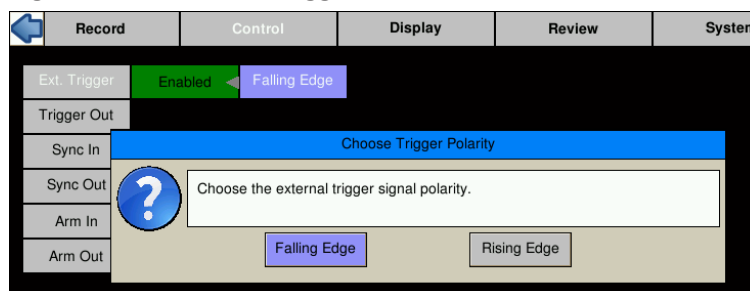 Record Control Display Review System
Ext. Trigger Enabled Falling Edge
Trigger Out
Sync In
Sync Out
Arm In
Arm Out
Choose Trigger Polarity
Choose the external trigger signal polarity.
Falling Edge Rising Edge